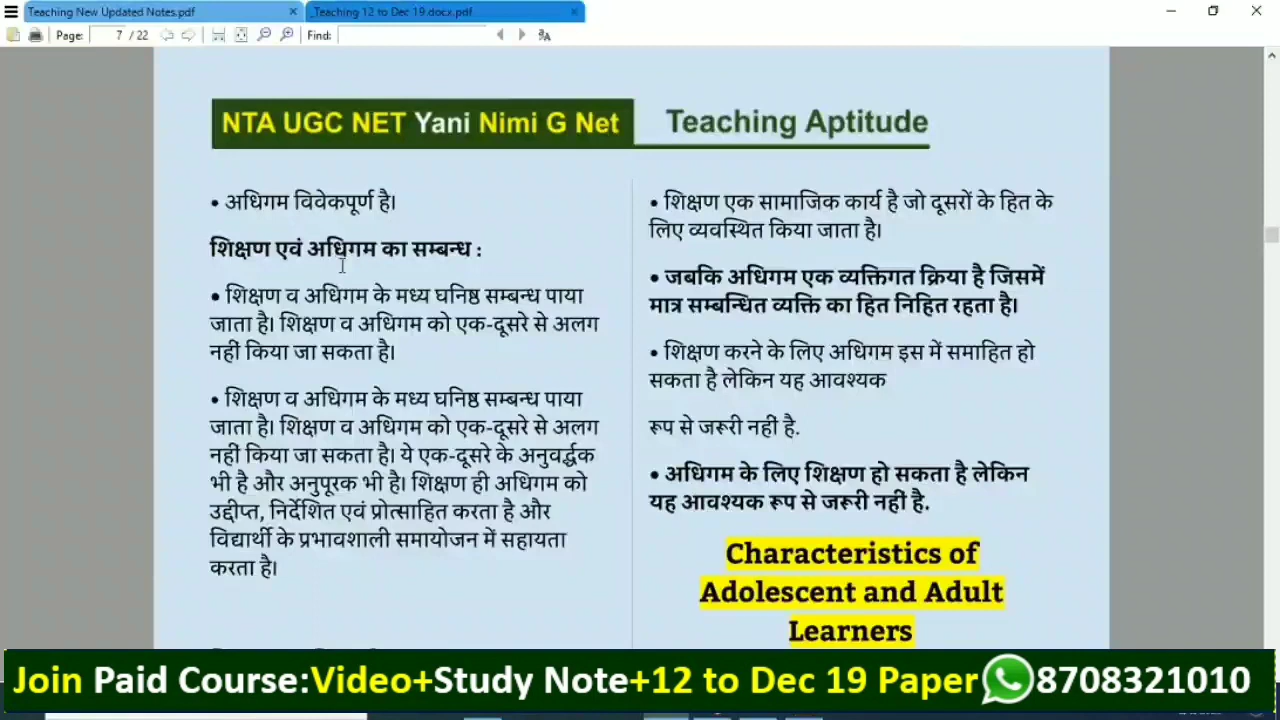 Teaching New Updated Notes.pdf
_Teaching 12 to Dec 19.docx.pdf
Page: 7 / 22 Find:
NTA UGC NET Yani Nimi G Net
Teaching Aptitude
• अधिगम विवेकपूर्ण है।
शिक्षण एवं अधिगम का सम्बन्ध :
• शिक्षण व अधिगम के मध्य घनिष्ठ सम्बन्ध पाया
जाता है। शिक्षण व अधिगम को एक-दूसरे से अलग
नहीं किया जा सकता है।
• शिक्षण व अधिगम के मध्य घनिष्ठ सम्बन्ध पाया
जाता है। शिक्षण व अधिगम को एक-दूसरे से अलग
नहीं किया जा सकता है। ये एक-दूसरे के अनुवर्द्धक
भी है और अनुपूरक भी है। शिक्षण ही अधिगम को
उद्दीप्त, निर्देशित एवं प्रोत्साहित करता है और
विद्यार्थी के प्रभावशाली समायोजन में सहायता
करता है।
• शिक्षण एक सामाजिक कार्य है जो दूसरों के हित के
लिए व्यवस्थित किया जाता है।
• जबकि अधिगम एक व्यक्तिगत क्रिया है जिसमें
मात्र सम्बन्धित व्यक्ति का हित निहित रहता है।
• शिक्षण करने के लिए अधिगम इस में समाहित हो
सकता है लेकिन यह आवश्यक
रूप से जरूरी नहीं है.
• अधिगम के लिए शिक्षण हो सकता है लेकिन
यह आवश्यक रूप से जरूरी नहीं है.
Characteristics of
Adolescent and Adult
Learners
Join Paid Course:Video+Study Note+12 to Dec 19 Paper 8708321010